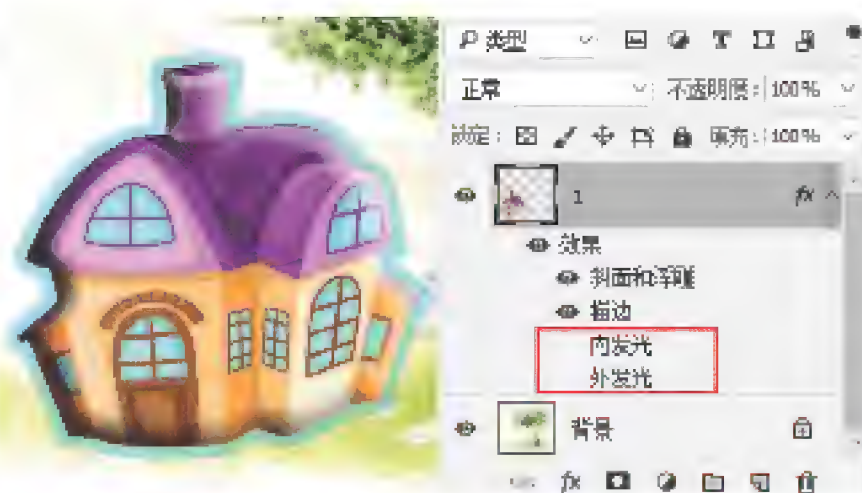 类型
正常 不透明度: 100%
锁定: 填充: 100%
1 fx
效果
斜面和浮雕
描边
内发光
外发光
背景
fx